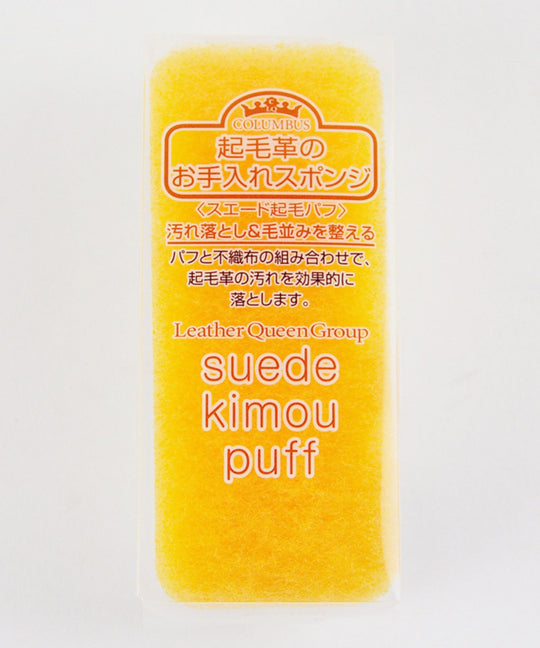 COLUMBUS
起毛革の
お手入れスポンジ
〈スエード起毛パフ〉
汚れ落とし&毛並みを整える
パフと不織布の組み合わせで、
起毛革の汚れを効果的に
落とします。
Leather Queen Group
suede
kimou
puff